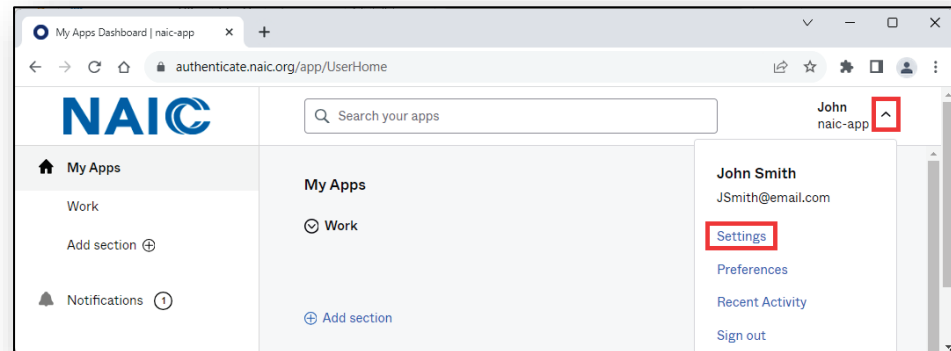 My Apps Dashboard | naic-app
authenticate.naic.org/app/UserHome
NAIC
Search your apps
John
naic-app
My Apps
Work
Add section
Notifications 1
My Apps
Work
Add section
John Smith
JSmith@email.com
Settings
Preferences
Recent Activity
Sign out